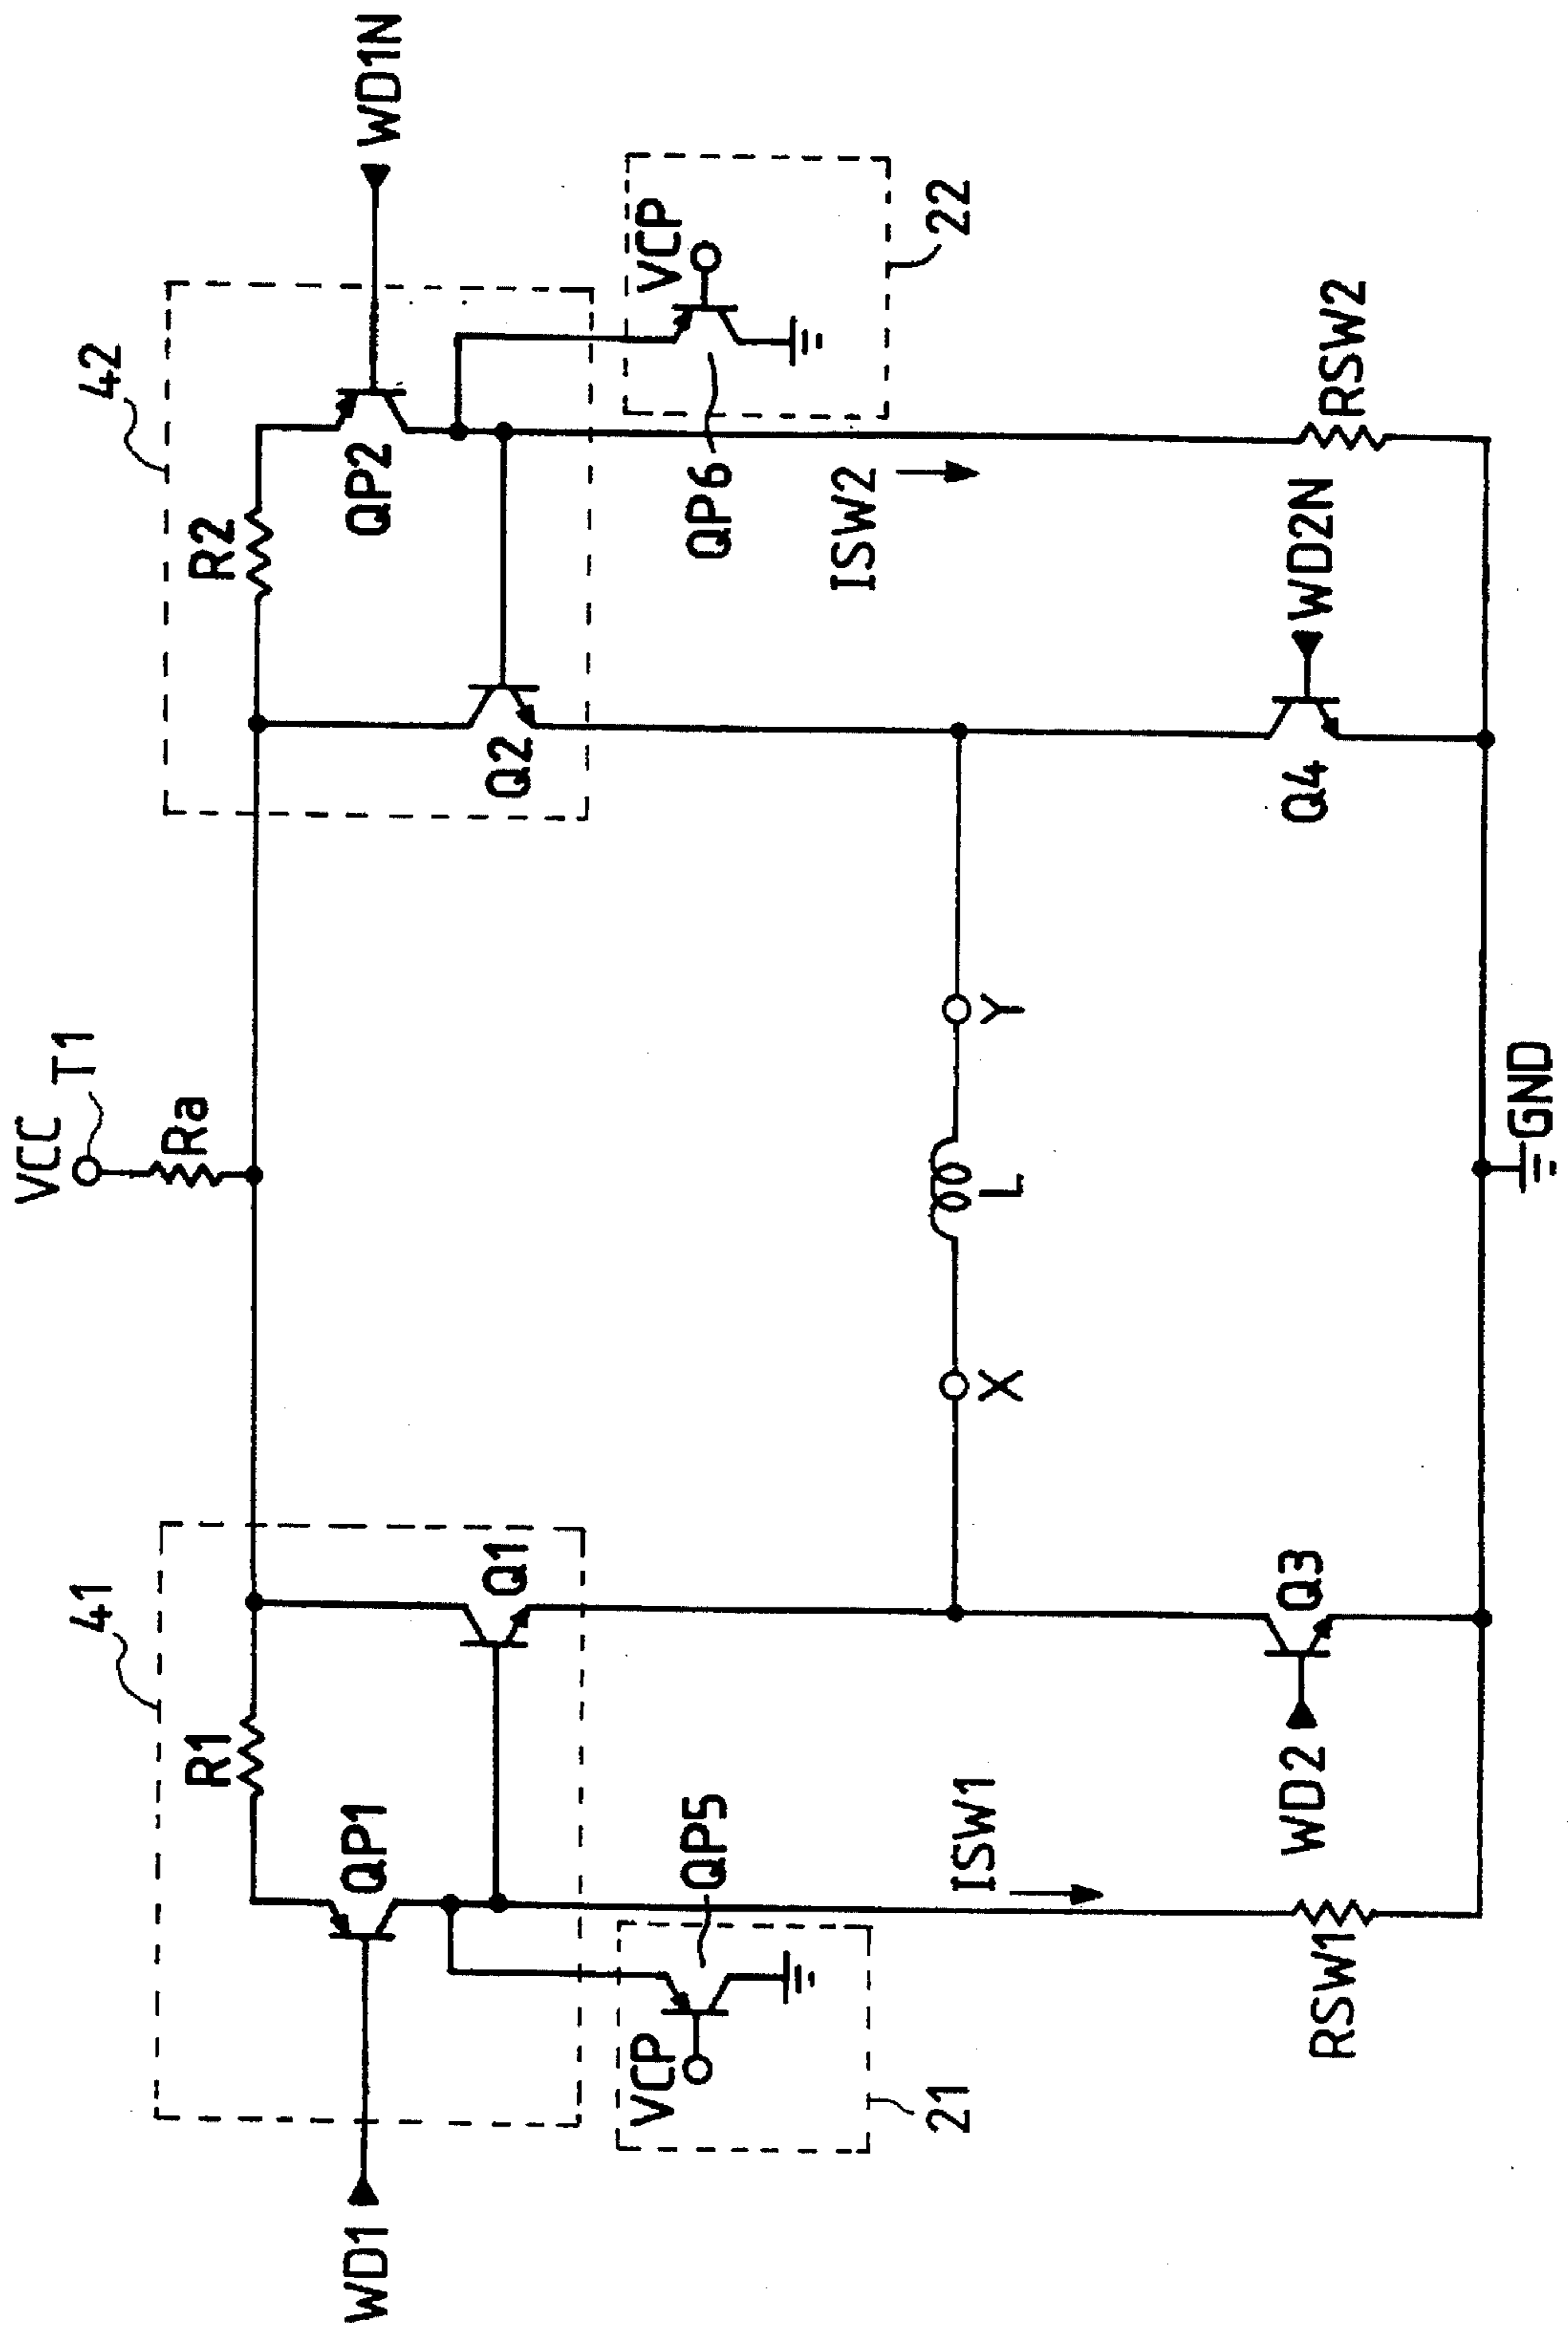 VCC
T1
Ra
41
42
R1
R2
WD1
QP1
Q1
Q2
QP2
WD1N
VCP
QP5
21
VCP
QP6
22
ISW1
ISW2
X
L
Y
RSW1
WD2
Q3
Q4
WD2N
RSW2
GND